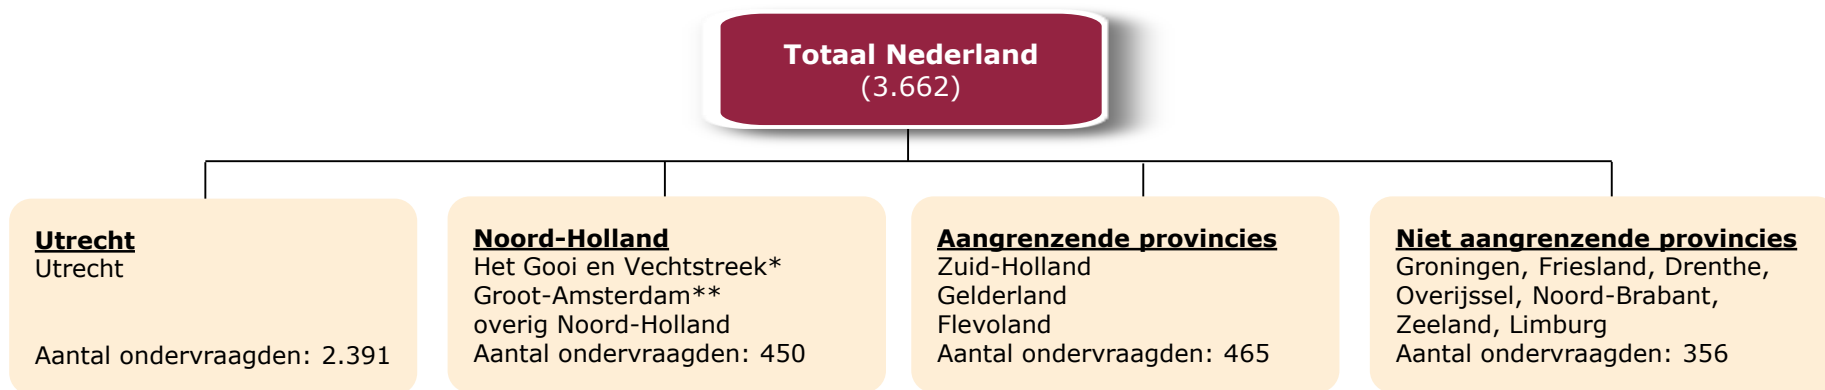 Totaal Nederland
(3.662)
Utrecht
Utrecht
Aantal ondervraagden: 2.391
Noord-Holland
Het Gooi en Vechtstreek*
Groot-Amsterdam**
overig Noord-Holland
Aantal ondervraagden: 450
Aangrenzende provincies
Zuid-Holland
Gelderland
Flevoland
Aantal ondervraagden: 465
Niet aangrenzende provincies
Groningen, Friesland, Drenthe,
Overijssel, Noord-Brabant,
Zeeland, Limburg
Aantal ondervraagden: 356